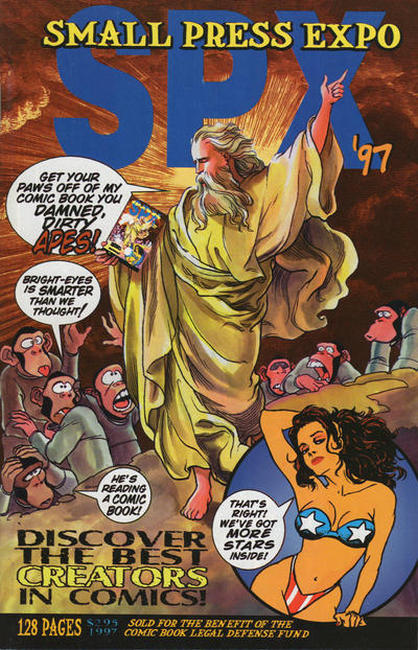 SMALL PRESS EXPO
SPX
'97
GET YOUR
PAWS OFF OF MY
COMIC BOOK YOU
DAMNED,
DIRTY
APES!
SPX
BRIGHT-EYES
IS SMARTER
THAN WE
THOUGHT!
HE'S
READING
A COMIC
BOOK!
THAT'S
RIGHT!
WE'VE GOT
MORE
STARS
INSIDE!
DISCOVER
THE BEST
CREATORS
IN COMICS!
128 PAGES
$2.95
1997
SOLD FOR THE BENEFIT OF THE
COMIC BOOK LEGAL DEFENSE FUND